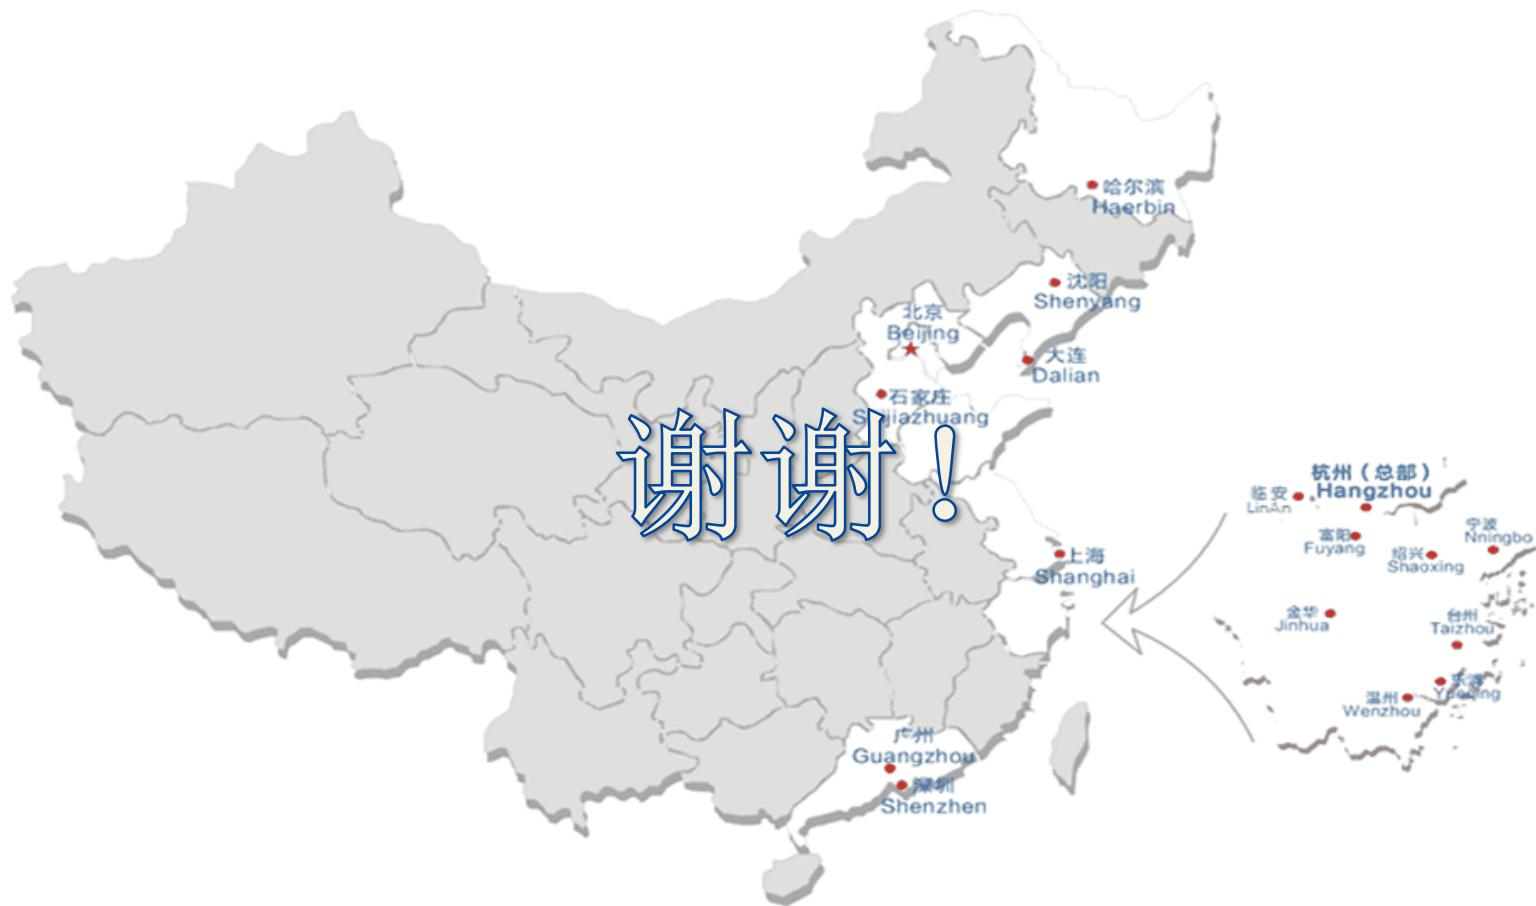 哈尔滨
Haerbin
沈阳
Shenyang
北京
Beijing
大连
Dalian
石家庄
Shijiazhuang
谢谢！
上海
Shanghai
广州
Guangzhou
深圳
Shenzhen
杭州（总部）
Hangzhou
临安
LinAn
富阳
Fuyang
绍兴
Shaoxing
宁波
Nningbo
金华
Jinhua
台州
Taizhou
乐清
温州
Wenzhou